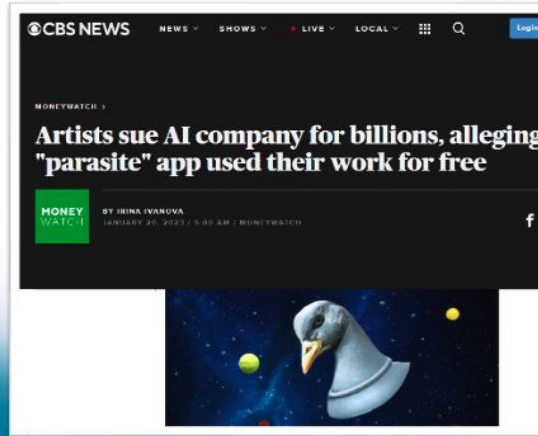 CBS NEWS NEWS SHOWS LIVE LOCAL Login
MONEYWATCH >
Artists sue AI company for billions, alleging
"parasite" app used their work for free
MONEY
WATCH
BY IRINA IVANOVA
JANUARY 20, 2023 / 5:00 AM / MONEYWATCH
f